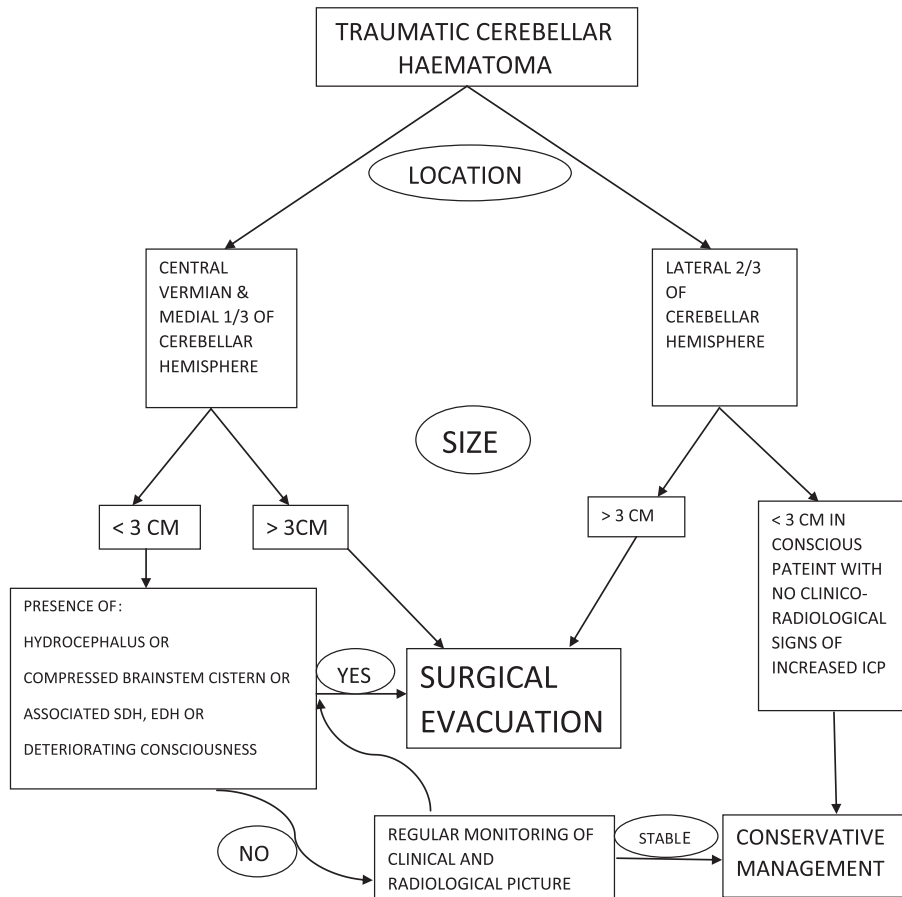 TRAUMATIC CEREBELLAR
HAEMATOMA
LOCATION
CENTRAL
VERMIAN &
MEDIAL 1/3 OF
CEREBELLAR
HEMISPHERE
LATERAL 2/3
OF
CEREBELLAR
HEMISPHERE
SIZE
< 3 CM
> 3CM
> 3 CM
< 3 CM IN
CONSCIOUS
PATEINT WITH
NO CLINICO-
RADIOLOGICAL
SIGNS OF
INCREASED ICP
PRESENCE OF:
HYDROCEPHALUS OR
COMPRESSED BRAINSTEM CISTERN OR
ASSOCIATED SDH, EDH OR
DETERIORATING CONSCIOUSNESS
YES
SURGICAL
EVACUATION
NO
REGULAR MONITORING OF
CLINICAL AND
RADIOLOGICAL PICTURE
STABLE
CONSERVATIVE
MANAGEMENT